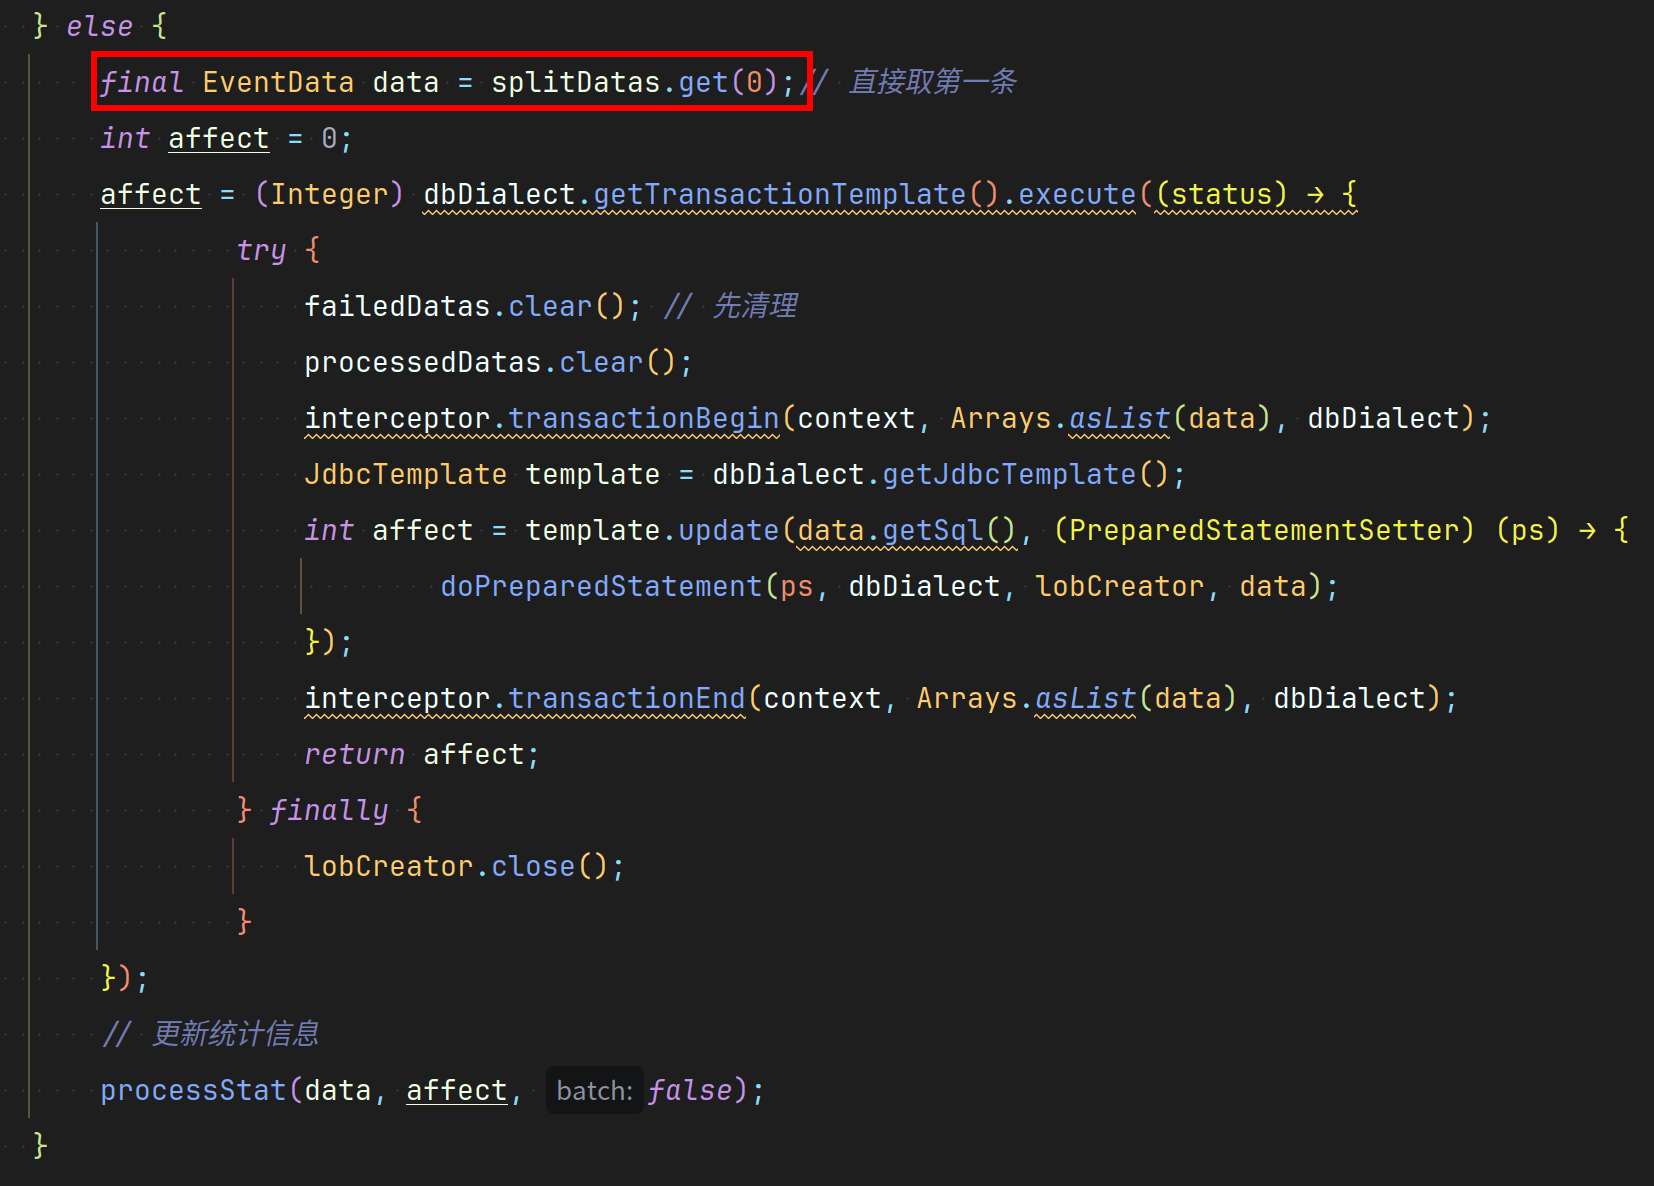 } else {
final EventData data = splitDatas.get(0);// 直接取第一条
int affect = 0;
affect = (Integer) dbDialect.getTransactionTemplate().execute((status) → {
try {
failedDatas.clear(); // 先清理
processedDatas.clear();
interceptor.transactionBegin(context, Arrays.asList(data), dbDialect);
JdbcTemplate template = dbDialect.getJdbcTemplate();
int affect = template.update(data.getSql(), (PreparedStatementSetter) (ps) → {
doPreparedStatement(ps, dbDialect, lobCreator, data);
});
interceptor.transactionEnd(context, Arrays.asList(data), dbDialect);
return affect;
} finally {
lobCreator.close();
}
});
// 更新统计信息
processStat(data, affect, batch: false);
}